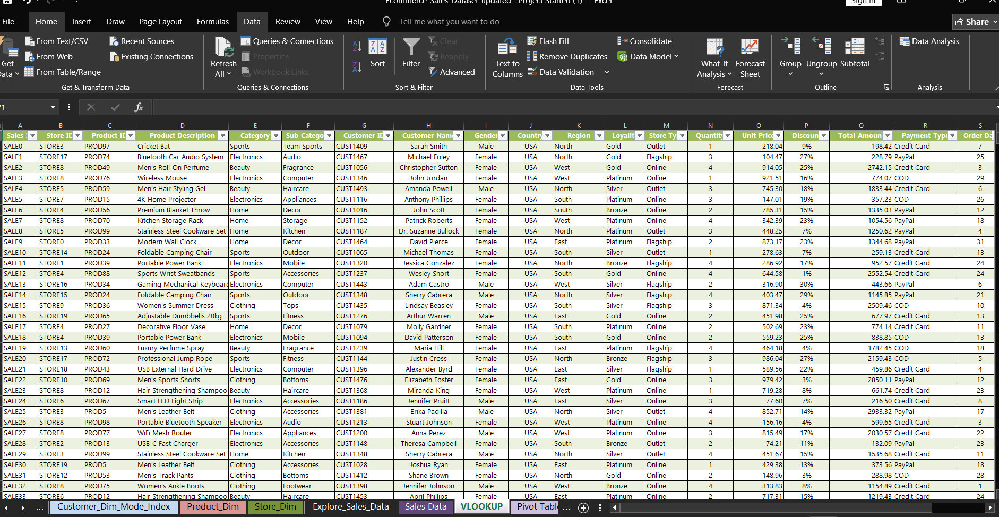 Ecommerce_Sales_Dataset_updated - Project Started (1) - Excel
Sign in
File Home Insert Draw Page Layout Formulas Data Review View Help Tell me what you want to do Share
Get Data
From Text/CSV
From Web
From Table/Range
Recent Sources
Existing Connections
Get & Transform Data
Refresh All
Queries & Connections
Properties
Workbook Links
Queries & Connections
Sort
Filter
Clear
Reapply
Advanced
Sort & Filter
Text to Columns
Flash Fill
Remove Duplicates
Data Validation
Consolidate
Data Model
Data Tools
What-If Analysis
Forecast Sheet
Forecast
Group
Ungroup
Subtotal
Outline
Data Analysis
Analysis
fx
A B C D E F G H I J K L M N O P Q R S
Sales_ Store_ID Product_ID Product Description Category Sub_Catego Customer_ID Customer_Nam Gender Country Region Loyalit Store Ty Quantity Unit_Price Discoun Total_Amoun Payment_Type Order Da
SALE0 STORE3 PROD97 Cricket Bat Sports Team Sports CUST1409 Sarah Smith Male USA North Gold Outlet 1 218.04 9% 198.42 Credit Card 7
SALE1 STORE17 PROD74 Bluetooth Car Audio System Electronics Audio CUST1467 Michael Foley Female USA North Gold Flagship 3 104.47 27% 228.79 PayPal 25
SALE2 STORE8 PROD49 Men's Roll-On Perfume Beauty Fragrance CUST1056 Christopher Sutton Female USA West Gold Online 4 914.05 25% 2742.15 Credit Card 3
SALE3 STORE8 PROD76 Wireless Mouse Electronics Computer CUST1346 John Jordan Female USA West Platinum Online 1 921.51 16% 774.07 COD 29
SALE4 STORE5 PROD59 Men's Hair Styling Gel Beauty Haircare CUST1493 Amanda Powell Male USA North Silver Outlet 3 745.30 18% 1833.44 Credit Card 6
SALE5 STORE7 PROD15 4K Home Projector Electronics Appliances CUST1116 Anthony Phillips Female USA South Platinum Online 3 147.01 19% 357.23 COD 26
SALE6 STORE4 PROD56 Premium Blanket Throw Home Decor CUST1016 John Scott Female USA South Bronze Online 2 785.31 15% 1335.03 PayPal 12
SALE7 STORE8 PROD70 Kitchen Storage Rack Home Storage CUST1152 Patrick Roberts Female USA West Platinum Online 4 342.39 23% 1054.56 PayPal 18
SALE8 STORE5 PROD99 Stainless Steel Cookware Set Home Kitchen CUST1187 Dr. Suzanne Bullock Female USA North Platinum Outlet 3 448.25 7% 1250.62 PayPal 4
SALE9 STORE0 PROD33 Modern Wall Clock Home Decor CUST1464 David Pierce Female USA East Platinum Flagship 2 873.17 23% 1344.68 PayPal 31
SALE10 STORE14 PROD24 Foldable Camping Chair Sports Outdoor CUST1065 Michael Thomas Female USA South Silver Outlet 1 278.63 7% 259.13 Credit Card 13
SALE11 STORE1 PROD39 Portable Power Bank Electronics Mobile CUST1320 Jessica Gonzalez Female USA North Bronze Flagship 4 286.92 17% 952.57 Credit Card 24
SALE12 STORE4 PROD88 Sports Wrist Sweatbands Sports Accessories CUST1237 Wesley Short Female USA South Gold Online 4 644.58 1% 2552.54 Credit Card 24
SALE13 STORE16 PROD34 Gaming Mechanical Keyboard Electronics Computer CUST1443 Adam Castro Male USA West Silver Flagship 2 316.90 30% 443.66 PayPal 6
SALE14 STORE15 PROD24 Foldable Camping Chair Sports Outdoor CUST1348 Sherry Cabrera Male USA North Silver Flagship 4 403.47 29% 1145.85 PayPal 21
SALE15 STORE9 PROD36 Women's Summer Dress Clothing Tops CUST1435 Lindsay Beasley Female USA South Silver Flagship 3 871.34 4% 2509.46 COD 10
SALE16 STORE19 PROD65 Adjustable Dumbbells 20kg Sports Fitness CUST1276 Arthur Warren Male USA East Gold Online 2 451.98 25% 677.97 Credit Card 13
SALE17 STORE4 PROD27 Decorative Floor Vase Home Decor CUST1079 Molly Gardner Female USA South Platinum Online 2 502.69 23% 774.14 Credit Card 11
SALE18 STORE4 PROD39 Portable Power Bank Electronics Mobile CUST1094 David Patterson Female USA South Gold Online 2 559.23 25% 838.85 COD 13
SALE19 STORE13 PROD60 Luxury Perfume Spray Beauty Fragrance CUST1239 Maria Hill Female USA East Platinum Flagship 4 464.18 4% 1782.45 COD 18
SALE20 STORE17 PROD72 Professional Jump Rope Sports Fitness CUST1144 Justin Cross Female USA North Bronze Flagship 3 986.04 27% 2159.43 COD 5
SALE21 STORE18 PROD43 USB External Hard Drive Electronics Computer CUST1396 Alexander Byrd Female USA East Silver Flagship 1 589.56 22% 459.86 Credit Card 4
SALE22 STORE10 PROD69 Men's Sports Shorts Clothing Bottoms CUST1476 Elizabeth Foster Female USA East Gold Online 3 979.42 3% 2850.11 PayPal 12
SALE23 STORE8 PROD12 Hair Strengthening Shampoo Beauty Haircare CUST1368 Miranda King Female USA West Platinum Online 1 719.28 8% 661.74 Credit Card 23
SALE24 STORE6 PROD67 Smart LED Light Strip Electronics Accessories CUST1186 Jennifer Pruitt Male USA East Silver Online 3 77.60 7% 216.50 Credit Card 8
SALE25 STORE3 PROD5 Men's Leather Belt Clothing Accessories CUST1381 Erika Padilla Male USA North Silver Outlet 4 852.71 14% 2933.32 PayPal 17
SALE26 STORE8 PROD98 Portable Bluetooth Speaker Electronics Audio CUST1213 Stuart Johnson Female USA West Platinum Online 4 156.16 4% 599.65 Credit Card 3
SALE27 STORE8 PROD77 WiFi Mesh Router Electronics Appliances CUST1200 Anna Perez Male USA West Platinum Online 3 815.49 17% 2030.57 Credit Card 22
SALE28 STORE2 PROD13 USB-C Fast Charger Electronics Accessories CUST1148 Theresa Campbell Female USA South Bronze Outlet 2 74.21 11% 132.09 PayPal 23
SALE29 STORE3 PROD99 Stainless Steel Cookware Set Home Kitchen CUST1348 Sherry Cabrera Male USA North Silver Outlet 4 451.67 15% 1535.68 Credit Card 11
SALE30 STORE19 PROD5 Men's Leather Belt Clothing Accessories CUST1028 Joshua Ryan Female USA East Platinum Online 1 429.38 13% 373.56 PayPal 18
SALE31 STORE12 PROD53 Men's Track Pants Clothing Bottoms CUST1412 Shane Brown Female USA North Gold Online 2 148.96 3% 288.98 COD 28
SALE32 STORE8 PROD75 Women's Ankle Boots Clothing Footwear CUST1398 Jennifer Johnson Male USA West Bronze Online 4 313.83 8% 1154.89 Credit Card 1
SALE33 STORE6 PROD12 Hair Strengthening Shampoo Beauty Haircare CUST1453 April Phillips Female USA East Platinum Online 2 717.31 15% 1219.43 Credit Card 24
... Customer_Dim_Mode_Index Product_Dim Store_Dim Explore_Sales_Data Sales Data VLOOKUP Pivot Tabl ...